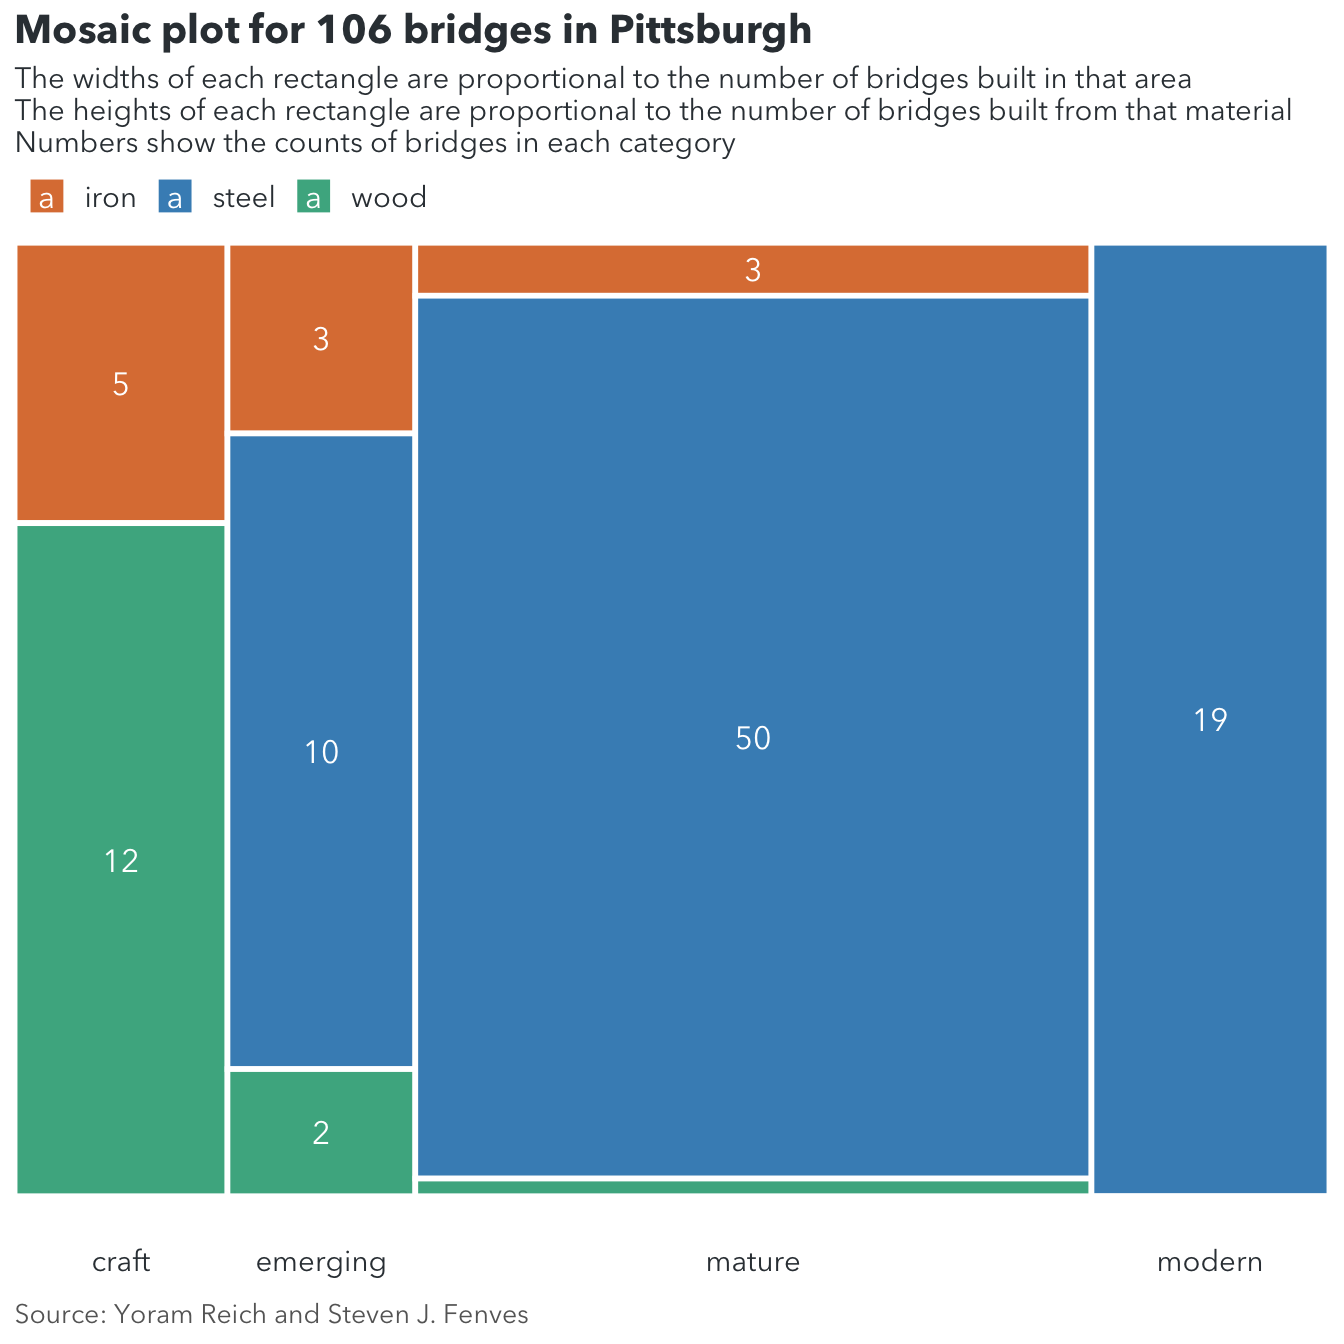 Mosaic plot for 106 bridges in Pittsburgh
The widths of each rectangle are proportional to the number of bridges built in that area
The heights of each rectangle are proportional to the number of bridges built from that material
Numbers show the counts of bridges in each category
a iron a steel a wood
3
3
5
19
50
10
12
2
craft emerging mature modern
Source: Yoram Reich and Steven J. Fenves